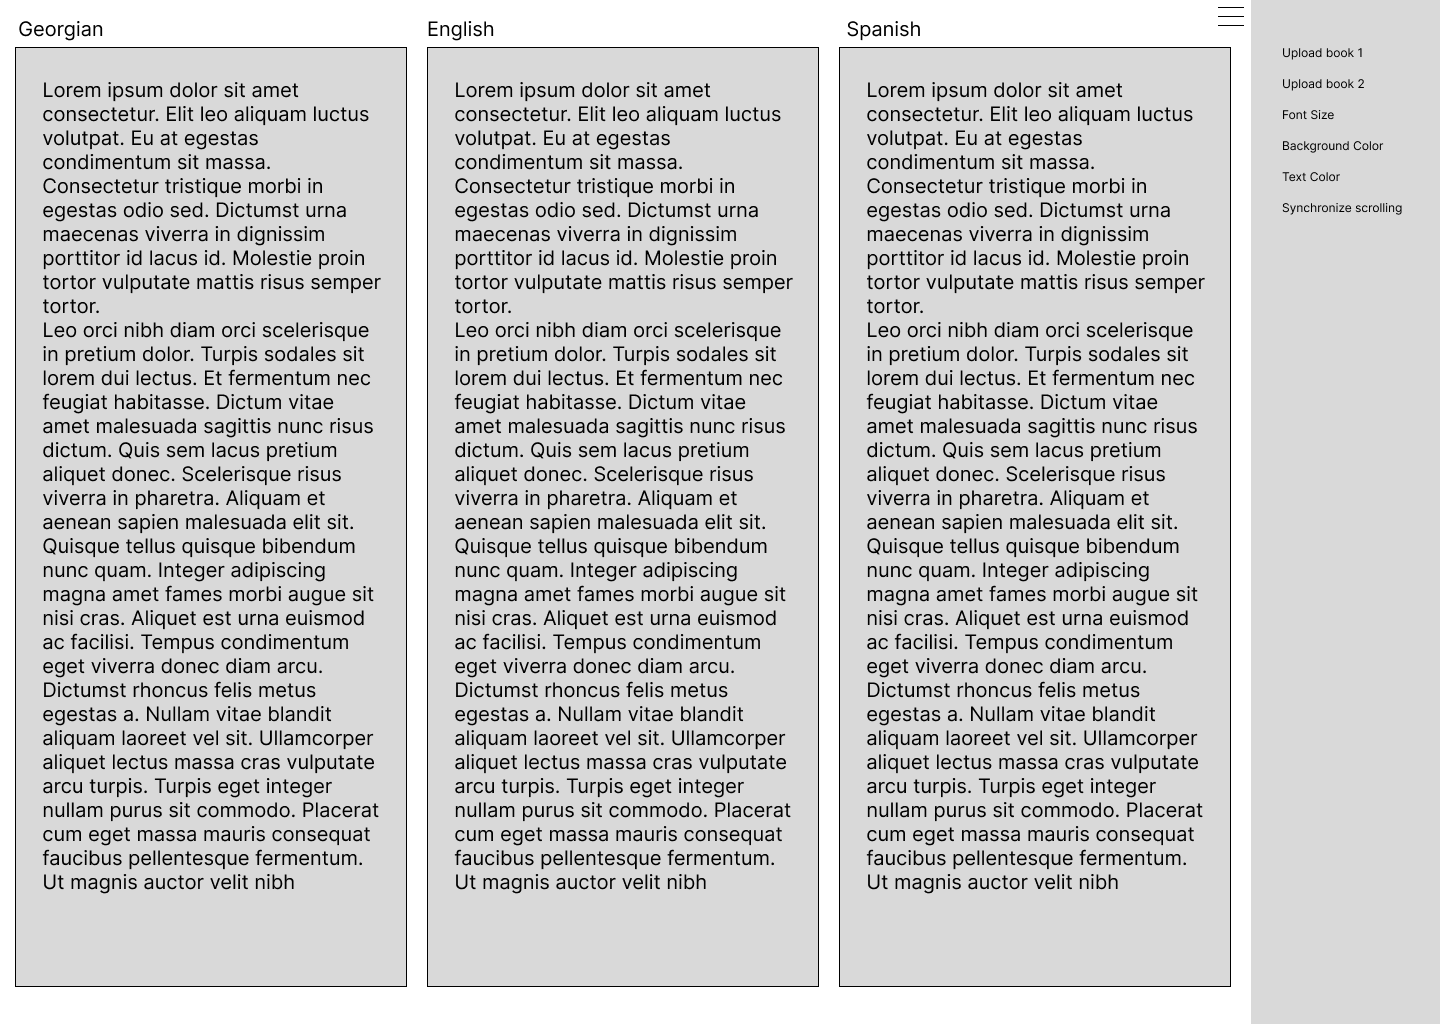 Georgian
Lorem ipsum dolor sit amet
consectetur. Elit leo aliquam luctus
volutpat. Eu at egestas
condimentum sit massa.
Consectetur tristique morbi in
egestas odio sed. Dictumst urna
maecenas viverra in dignissim
porttitor id lacus id. Molestie proin
tortor vulputate mattis risus semper
tortor.
Leo orci nibh diam orci scelerisque
in pretium dolor. Turpis sodales sit
lorem dui lectus. Et fermentum nec
feugiat habitasse. Dictum vitae
amet malesuada sagittis nunc risus
dictum. Quis sem lacus pretium
aliquet donec. Scelerisque risus
viverra in pharetra. Aliquam et
aenean sapien malesuada elit sit.
Quisque tellus quisque bibendum
nunc quam. Integer adipiscing
magna amet fames morbi augue sit
nisi cras. Aliquet est urna euismod
ac facilisi. Tempus condimentum
eget viverra donec diam arcu.
Dictumst rhoncus felis metus
egestas a. Nullam vitae blandit
aliquam laoreet vel sit. Ullamcorper
aliquet lectus massa cras vulputate
arcu turpis. Turpis eget integer
nullam purus sit commodo. Placerat
cum eget massa mauris consequat
faucibus pellentesque fermentum.
Ut magnis auctor velit nibh
English
Lorem ipsum dolor sit amet
consectetur. Elit leo aliquam luctus
volutpat. Eu at egestas
condimentum sit massa.
Consectetur tristique morbi in
egestas odio sed. Dictumst urna
maecenas viverra in dignissim
porttitor id lacus id. Molestie proin
tortor vulputate mattis risus semper
tortor.
Leo orci nibh diam orci scelerisque
in pretium dolor. Turpis sodales sit
lorem dui lectus. Et fermentum nec
feugiat habitasse. Dictum vitae
amet malesuada sagittis nunc risus
dictum. Quis sem lacus pretium
aliquet donec. Scelerisque risus
viverra in pharetra. Aliquam et
aenean sapien malesuada elit sit.
Quisque tellus quisque bibendum
nunc quam. Integer adipiscing
magna amet fames morbi augue sit
nisi cras. Aliquet est urna euismod
ac facilisi. Tempus condimentum
eget viverra donec diam arcu.
Dictumst rhoncus felis metus
egestas a. Nullam vitae blandit
aliquam laoreet vel sit. Ullamcorper
aliquet lectus massa cras vulputate
arcu turpis. Turpis eget integer
nullam purus sit commodo. Placerat
cum eget massa mauris consequat
faucibus pellentesque fermentum.
Ut magnis auctor velit nibh
Spanish
Lorem ipsum dolor sit amet
consectetur. Elit leo aliquam luctus
volutpat. Eu at egestas
condimentum sit massa.
Consectetur tristique morbi in
egestas odio sed. Dictumst urna
maecenas viverra in dignissim
porttitor id lacus id. Molestie proin
tortor vulputate mattis risus semper
tortor.
Leo orci nibh diam orci scelerisque
in pretium dolor. Turpis sodales sit
lorem dui lectus. Et fermentum nec
feugiat habitasse. Dictum vitae
amet malesuada sagittis nunc risus
dictum. Quis sem lacus pretium
aliquet donec. Scelerisque risus
viverra in pharetra. Aliquam et
aenean sapien malesuada elit sit.
Quisque tellus quisque bibendum
nunc quam. Integer adipiscing
magna amet fames morbi augue sit
nisi cras. Aliquet est urna euismod
ac facilisi. Tempus condimentum
eget viverra donec diam arcu.
Dictumst rhoncus felis metus
egestas a. Nullam vitae blandit
aliquam laoreet vel sit. Ullamcorper
aliquet lectus massa cras vulputate
arcu turpis. Turpis eget integer
nullam purus sit commodo. Placerat
cum eget massa mauris consequat
faucibus pellentesque fermentum.
Ut magnis auctor velit nibh
Upload book 1
Upload book 2
Font Size
Background Color
Text Color
Synchronize scrolling